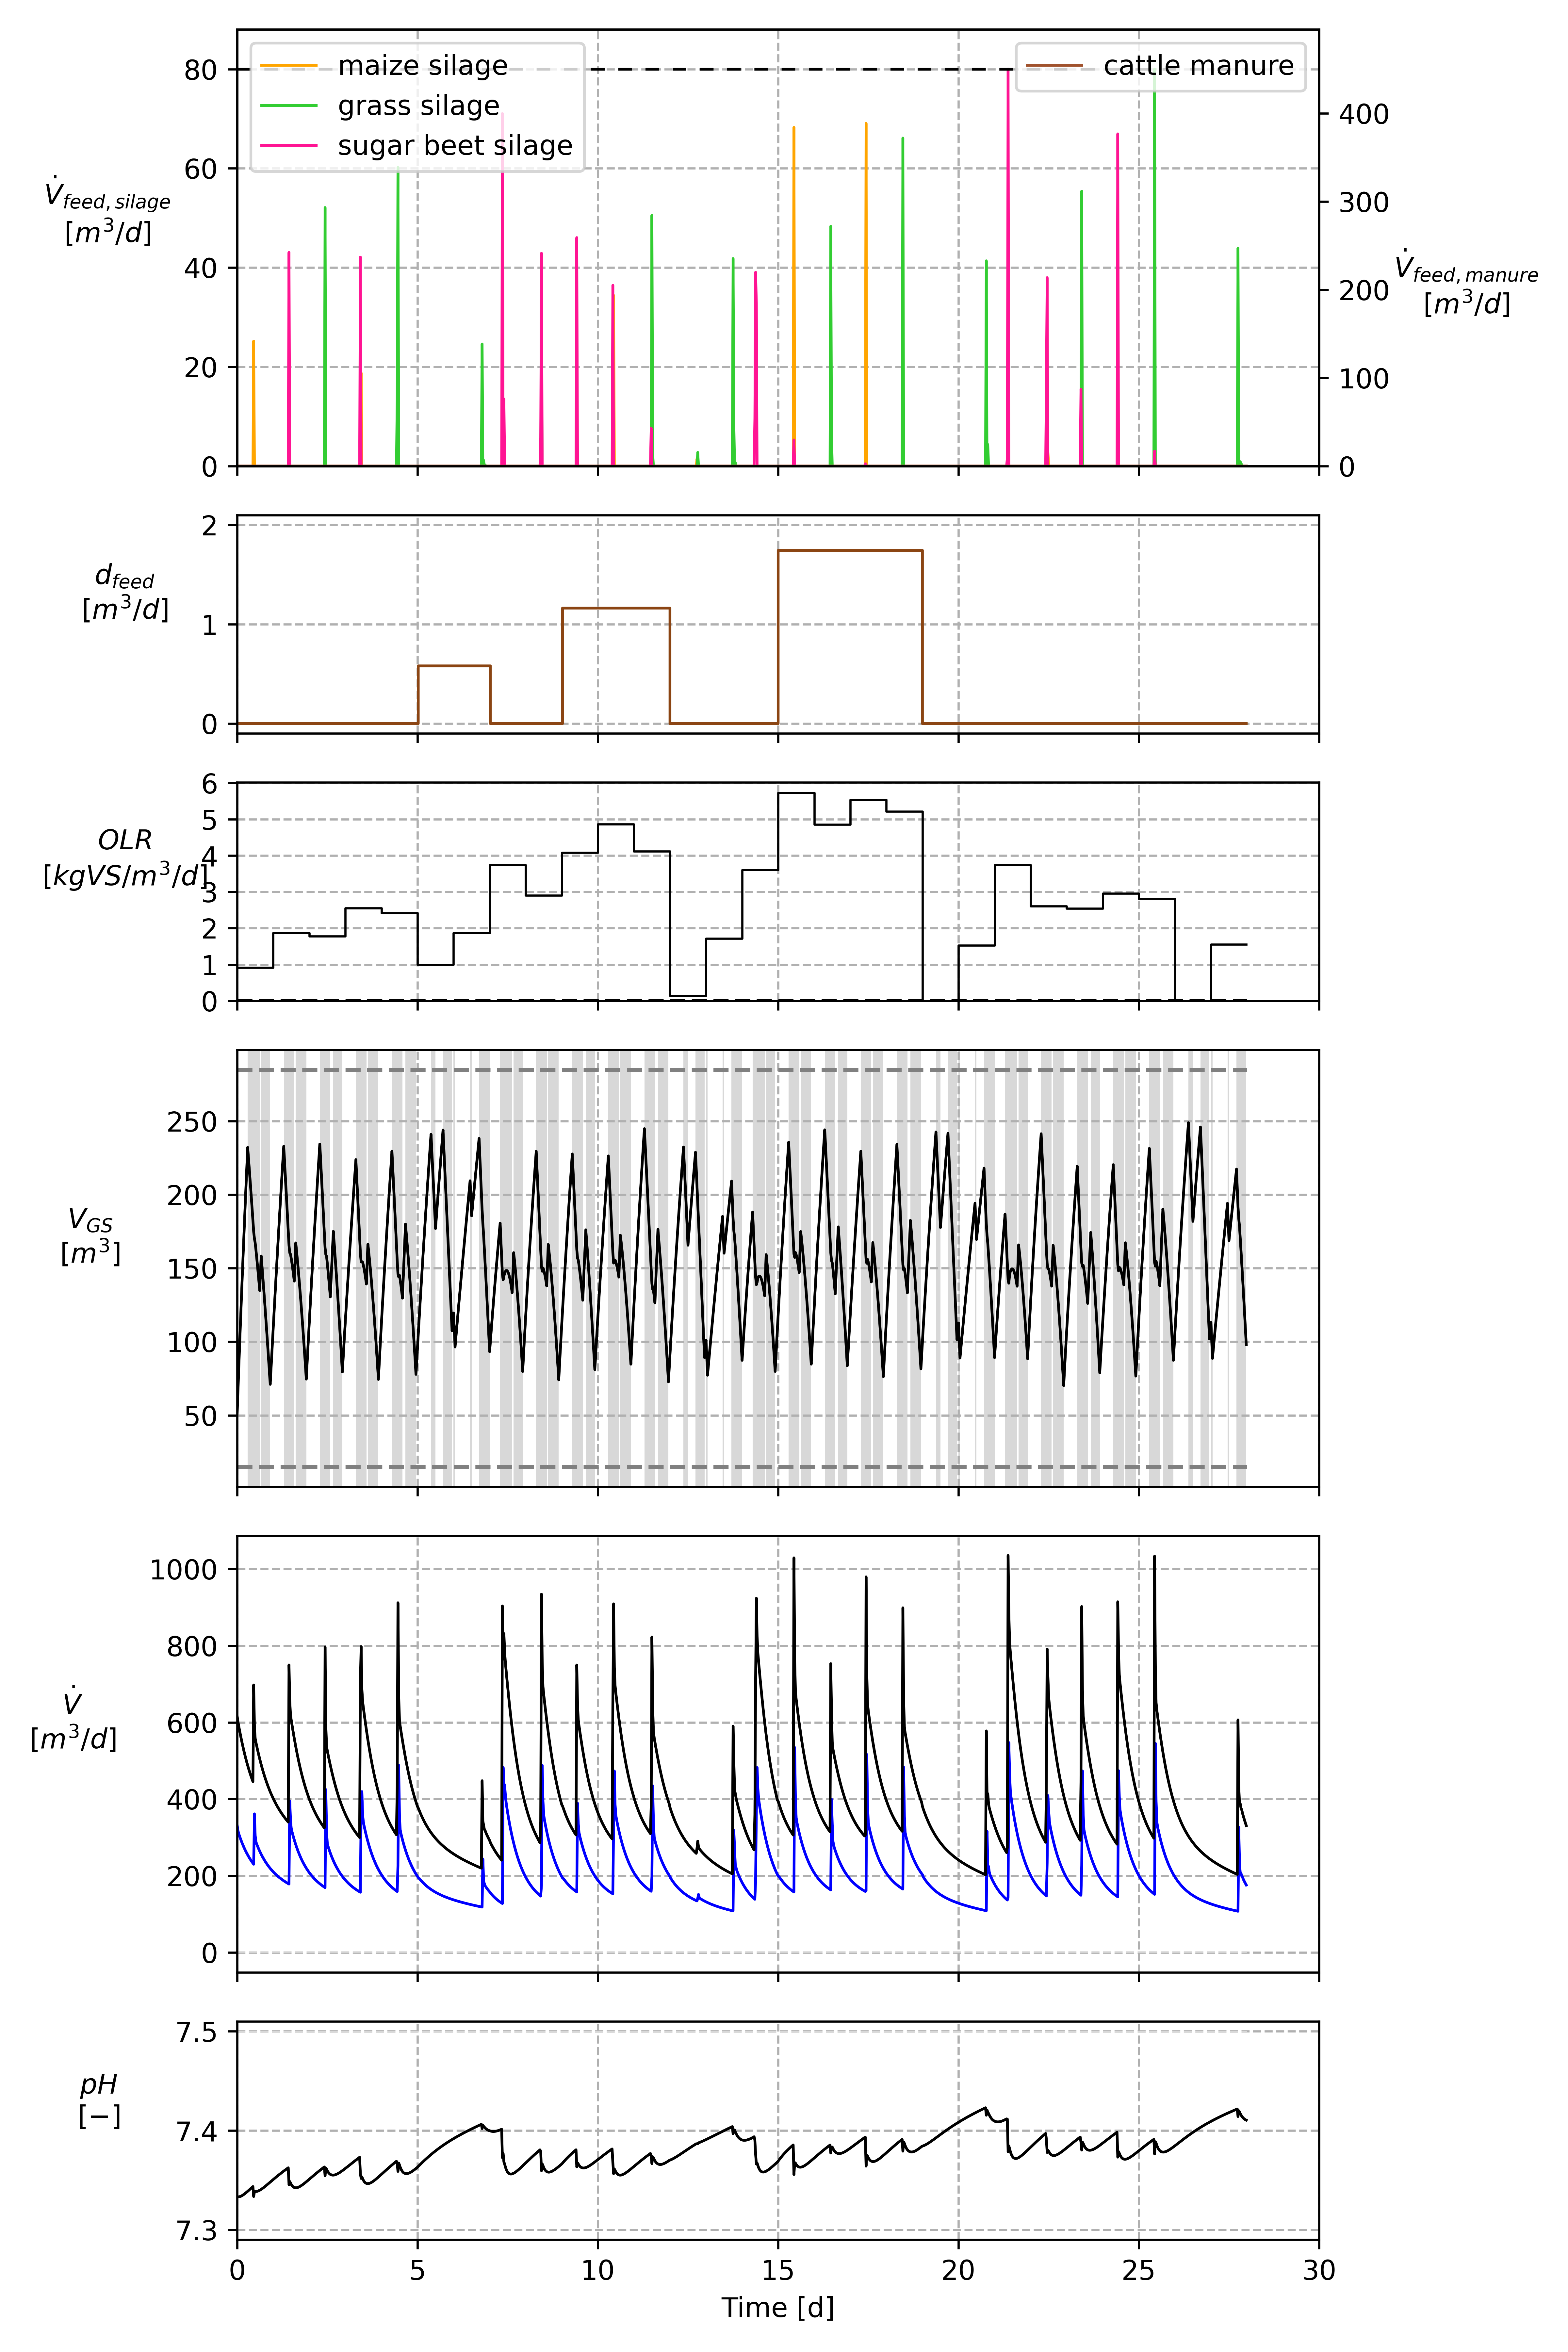 maize silage
grass silage
sugar beet silage
cattle manure
V̇feed, silage
[m³/d]
80
60
40
20
0
400
300
200
100
0
V̇feed, manure
[m³/d]
dfeed
[m³/d]
2
1
0
OLR
[kgVS/m³/d]
6
5
4
3
2
1
0
VGS
[m³]
250
200
150
100
50
V̇
[m³/d]
1000
800
600
400
200
0
pH
[−]
7.5
7.4
7.3
0 5 10 15 20 25 30
Time [d]